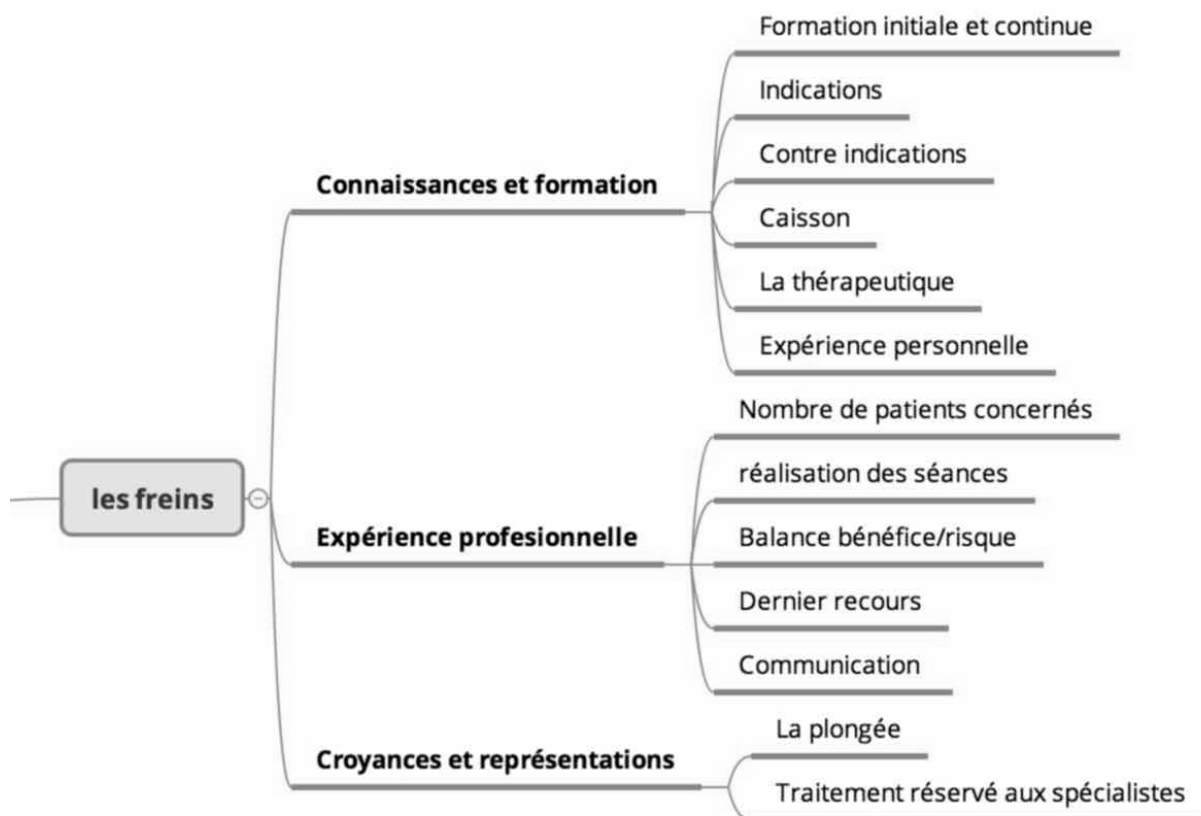 les freins
Connaissances et formation
Formation initiale et continue
Indications
Contre indications
Caisson
La thérapeutique
Expérience personnelle
Expérience profesionnelle
Nombre de patients concernés
réalisation des séances
Balance bénéfice/risque
Dernier recours
Communication
Croyances et représentations
La plongée
Traitement réservé aux spécialistes